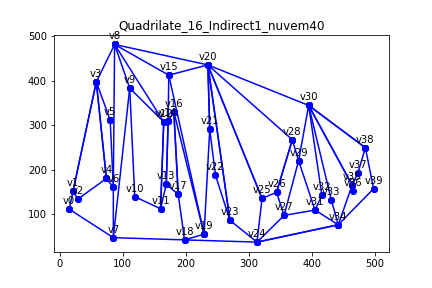 Quadrilate_16_Indirect1_nuvem40
500
400
300
200
100
0
100
200
300
400
500
v0
v1
v2
v3
v4
v5
v6
v7
v8
v9
v10
v11
v13
v15
v16
v17
v18
v19
v20
v21
v22
v23
v24
v25
v26
v27
v28
v29
v30
v31
v33
v34
v37
v38
v39